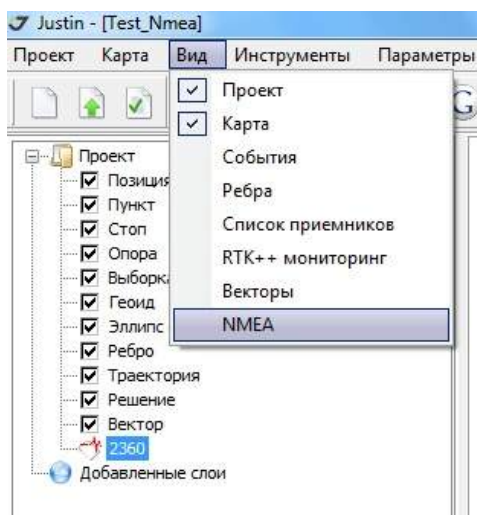 Justin - [Test_Nmea]
Проект Карта Вид Инструменты Параметры
Проект
Карта
События
Ребра
Список приемников
RTK++ мониторинг
Векторы
NMEA
Проект
Позиция
Пункт
Стоп
Опора
Выборка
Геоид
Эллипс
Ребро
Траектория
Решение
Вектор
2360
Добавленные слои